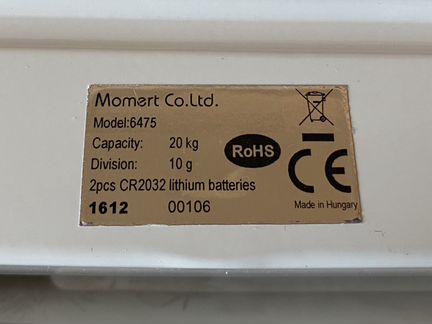 Momert Co.Ltd.
Model:6475
Capacity: 20 kg
Division: 10 g
2pcs CR2032 lithium batteries
1612 00106
RoHS
CE
Made in Hungary